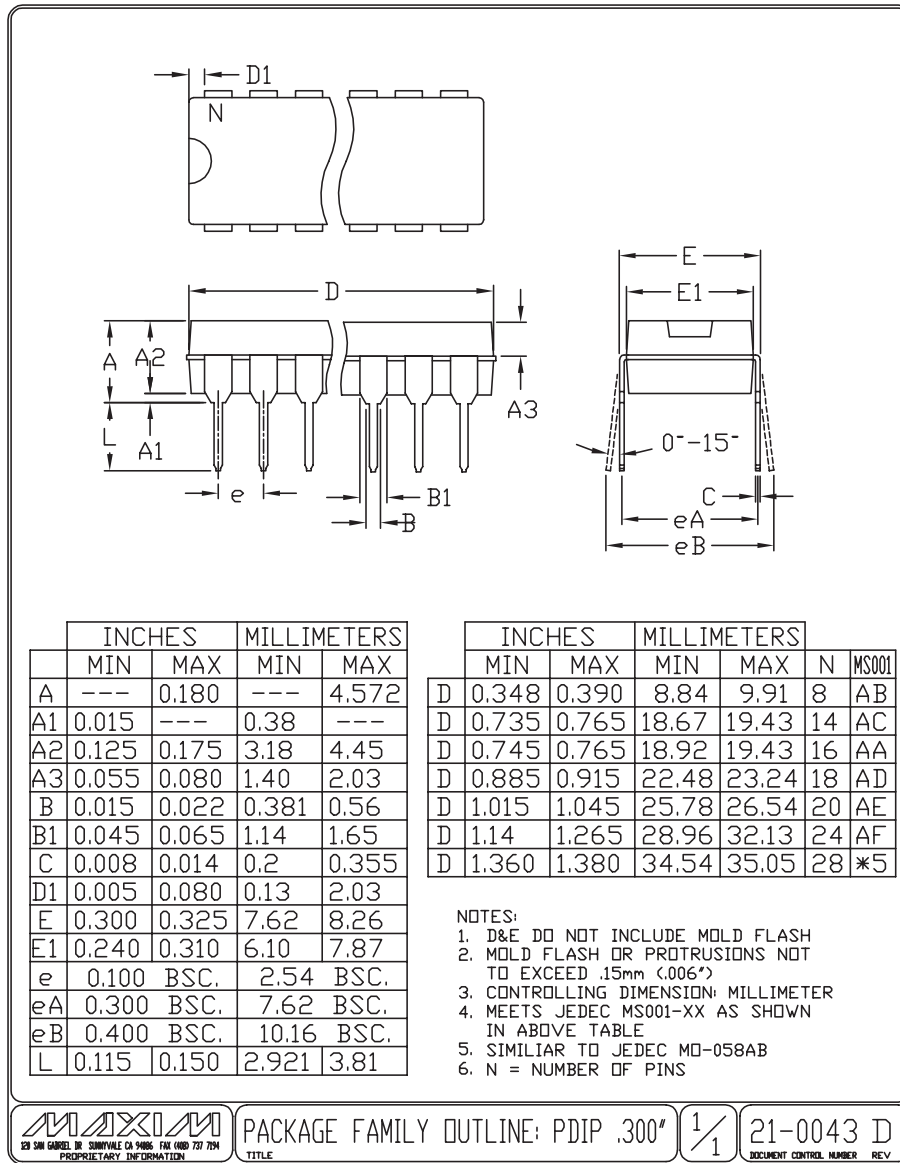 D1
N
E
E1
D
A
A2
A3
L
A1
0°-15°
e
B1
B
C
eA
eB
INCHES MILLIMETERS
MIN MAX MIN MAX
A --- 0.180 --- 4.572
A1 0.015 --- 0.38 ---
A2 0.125 0.175 3.18 4.45
A3 0.055 0.080 1.40 2.03
B 0.015 0.022 0.381 0.56
B1 0.045 0.065 1.14 1.65
C 0.008 0.014 0.2 0.355
D1 0.005 0.080 0.13 2.03
E 0.300 0.325 7.62 8.26
E1 0.240 0.310 6.10 7.87
e 0.100 BSC. 2.54 BSC.
eA 0.300 BSC. 7.62 BSC.
eB 0.400 BSC. 10.16 BSC.
L 0.115 0.150 2.921 3.81
INCHES MILLIMETERS
MIN MAX MIN MAX N MS001
D 0.348 0.390 8.84 9.91 8 AB
D 0.735 0.765 18.67 19.43 14 AC
D 0.745 0.765 18.92 19.43 16 AA
D 0.885 0.915 22.48 23.24 18 AD
D 1.015 1.045 25.78 26.54 20 AE
D 1.14 1.265 28.96 32.13 24 AF
D 1.360 1.380 34.54 35.05 28 *5
NOTES:
1. D&E DO NOT INCLUDE MOLD FLASH
2. MOLD FLASH OR PROTRUSIONS NOT
TO EXCEED .15mm (.006")
3. CONTROLLING DIMENSION: MILLIMETER
4. MEETS JEDEC MS001-XX AS SHOWN
IN ABOVE TABLE
5. SIMILIAR TO JEDEC MO-058AB
6. N = NUMBER OF PINS
MAXIM
120 SAN GABRIEL DR SUNNYVALE CA 94086 FAX (408) 737 7194
PROPRIETARY INFORMATION
PACKAGE FAMILY OUTLINE: PDIP .300"
TITLE
1/1
21-0043 D
DOCUMENT CONTROL NUMBER REV